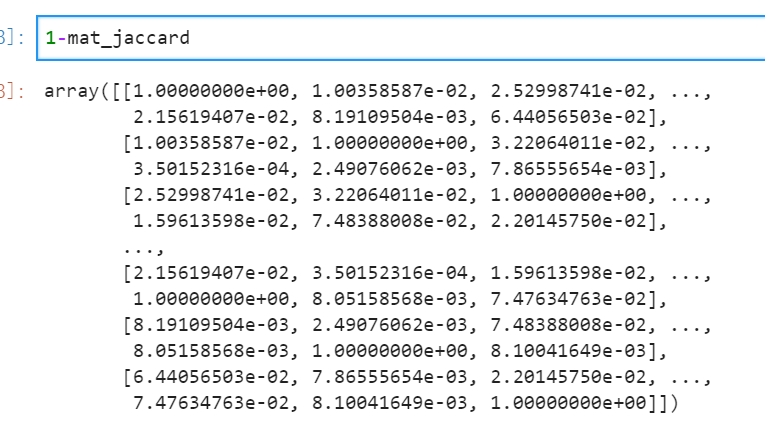 3]: 1-mat_jaccard
3]: array([[1.00000000e+00, 1.00358587e-02, 2.52998741e-02, ...,
2.15619407e-02, 8.19109504e-03, 6.44056503e-02],
[1.00358587e-02, 1.00000000e+00, 3.22064011e-02, ...,
3.50152316e-04, 2.49076062e-03, 7.86555654e-03],
[2.52998741e-02, 3.22064011e-02, 1.00000000e+00, ...,
1.59613598e-02, 7.48388008e-02, 2.20145750e-02],
...,
[2.15619407e-02, 3.50152316e-04, 1.59613598e-02, ...,
1.00000000e+00, 8.05158568e-03, 7.47634763e-02],
[8.19109504e-03, 2.49076062e-03, 7.48388008e-02, ...,
8.05158568e-03, 1.00000000e+00, 8.10041649e-03],
[6.44056503e-02, 7.86555654e-03, 2.20145750e-02, ...,
7.47634763e-02, 8.10041649e-03, 1.00000000e+00]])